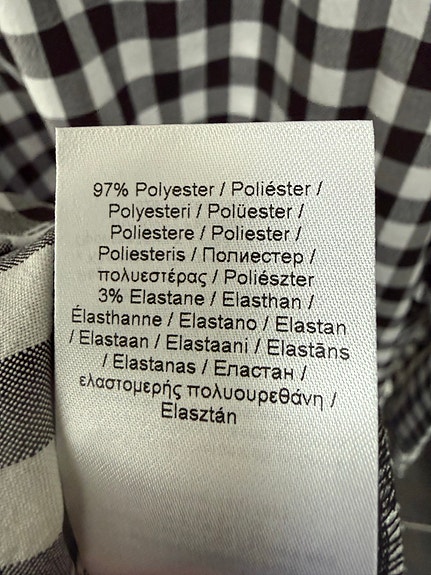 97% Polyester / Poliéster /
Polyesteri / Polüester /
Poliestere / Poliester /
Poliesteris / Полиестер /
πολυεστέρας / Poliészter
3% Elastane / Elasthan /
Élasthanne / Elastano / Elastan
/ Elastaan / Elastaani / Elastāns
/ Elastanas / Еластан /
ελαστομερής πολυουρεθάνη /
Elasztán